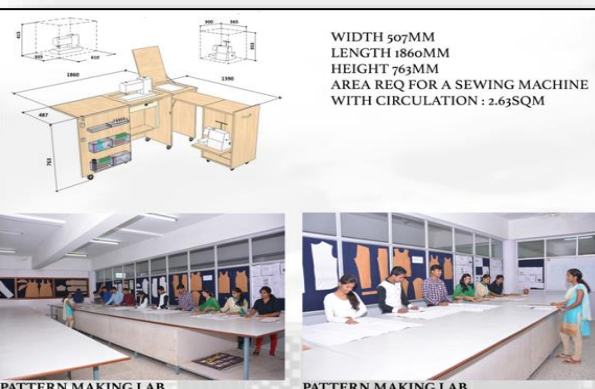 WIDTH 507MM
LENGTH 1860MM
HEIGHT 763MM
AREA REQ FOR A SEWING MACHINE
WITH CIRCULATION : 2.63SQM
1860
1390
487
763
PATTERN MAKING LAB
PATTERN MAKING LAB